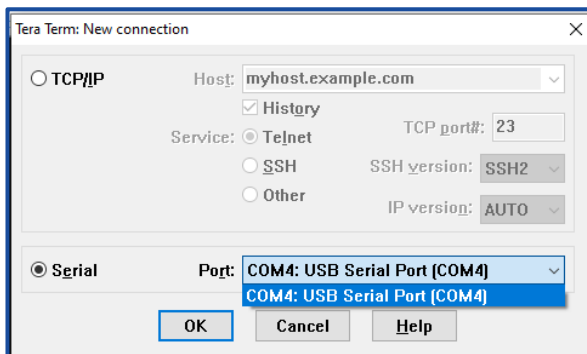 Tera Term: New connection
TCP/IP Host: myhost.example.com
History
Service: Telnet TCP port#: 23
SSH SSH version: SSH2
Other IP version: AUTO
Serial Port: COM4: USB Serial Port (COM4)
COM4: USB Serial Port (COM4)
OK Cancel Help